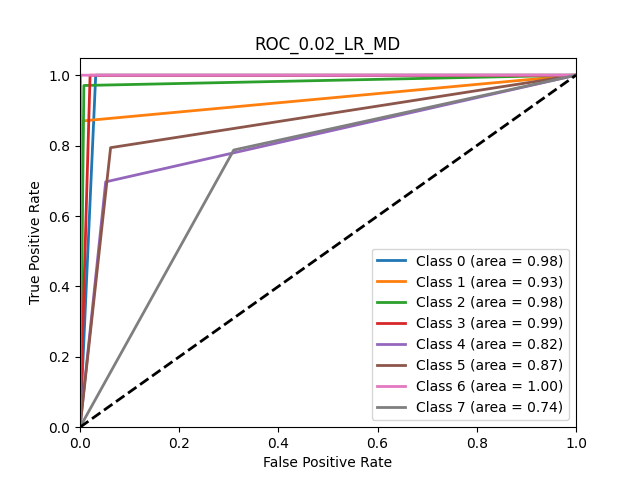 ROC_0.02_LR_MD
True Positive Rate
1.0
0.8
0.6
0.4
0.2
0.0
Class 0 (area = 0.98)
Class 1 (area = 0.93)
Class 2 (area = 0.98)
Class 3 (area = 0.99)
Class 4 (area = 0.82)
Class 5 (area = 0.87)
Class 6 (area = 1.00)
Class 7 (area = 0.74)
0.0 0.2 0.4 0.6 0.8 1.0
False Positive Rate